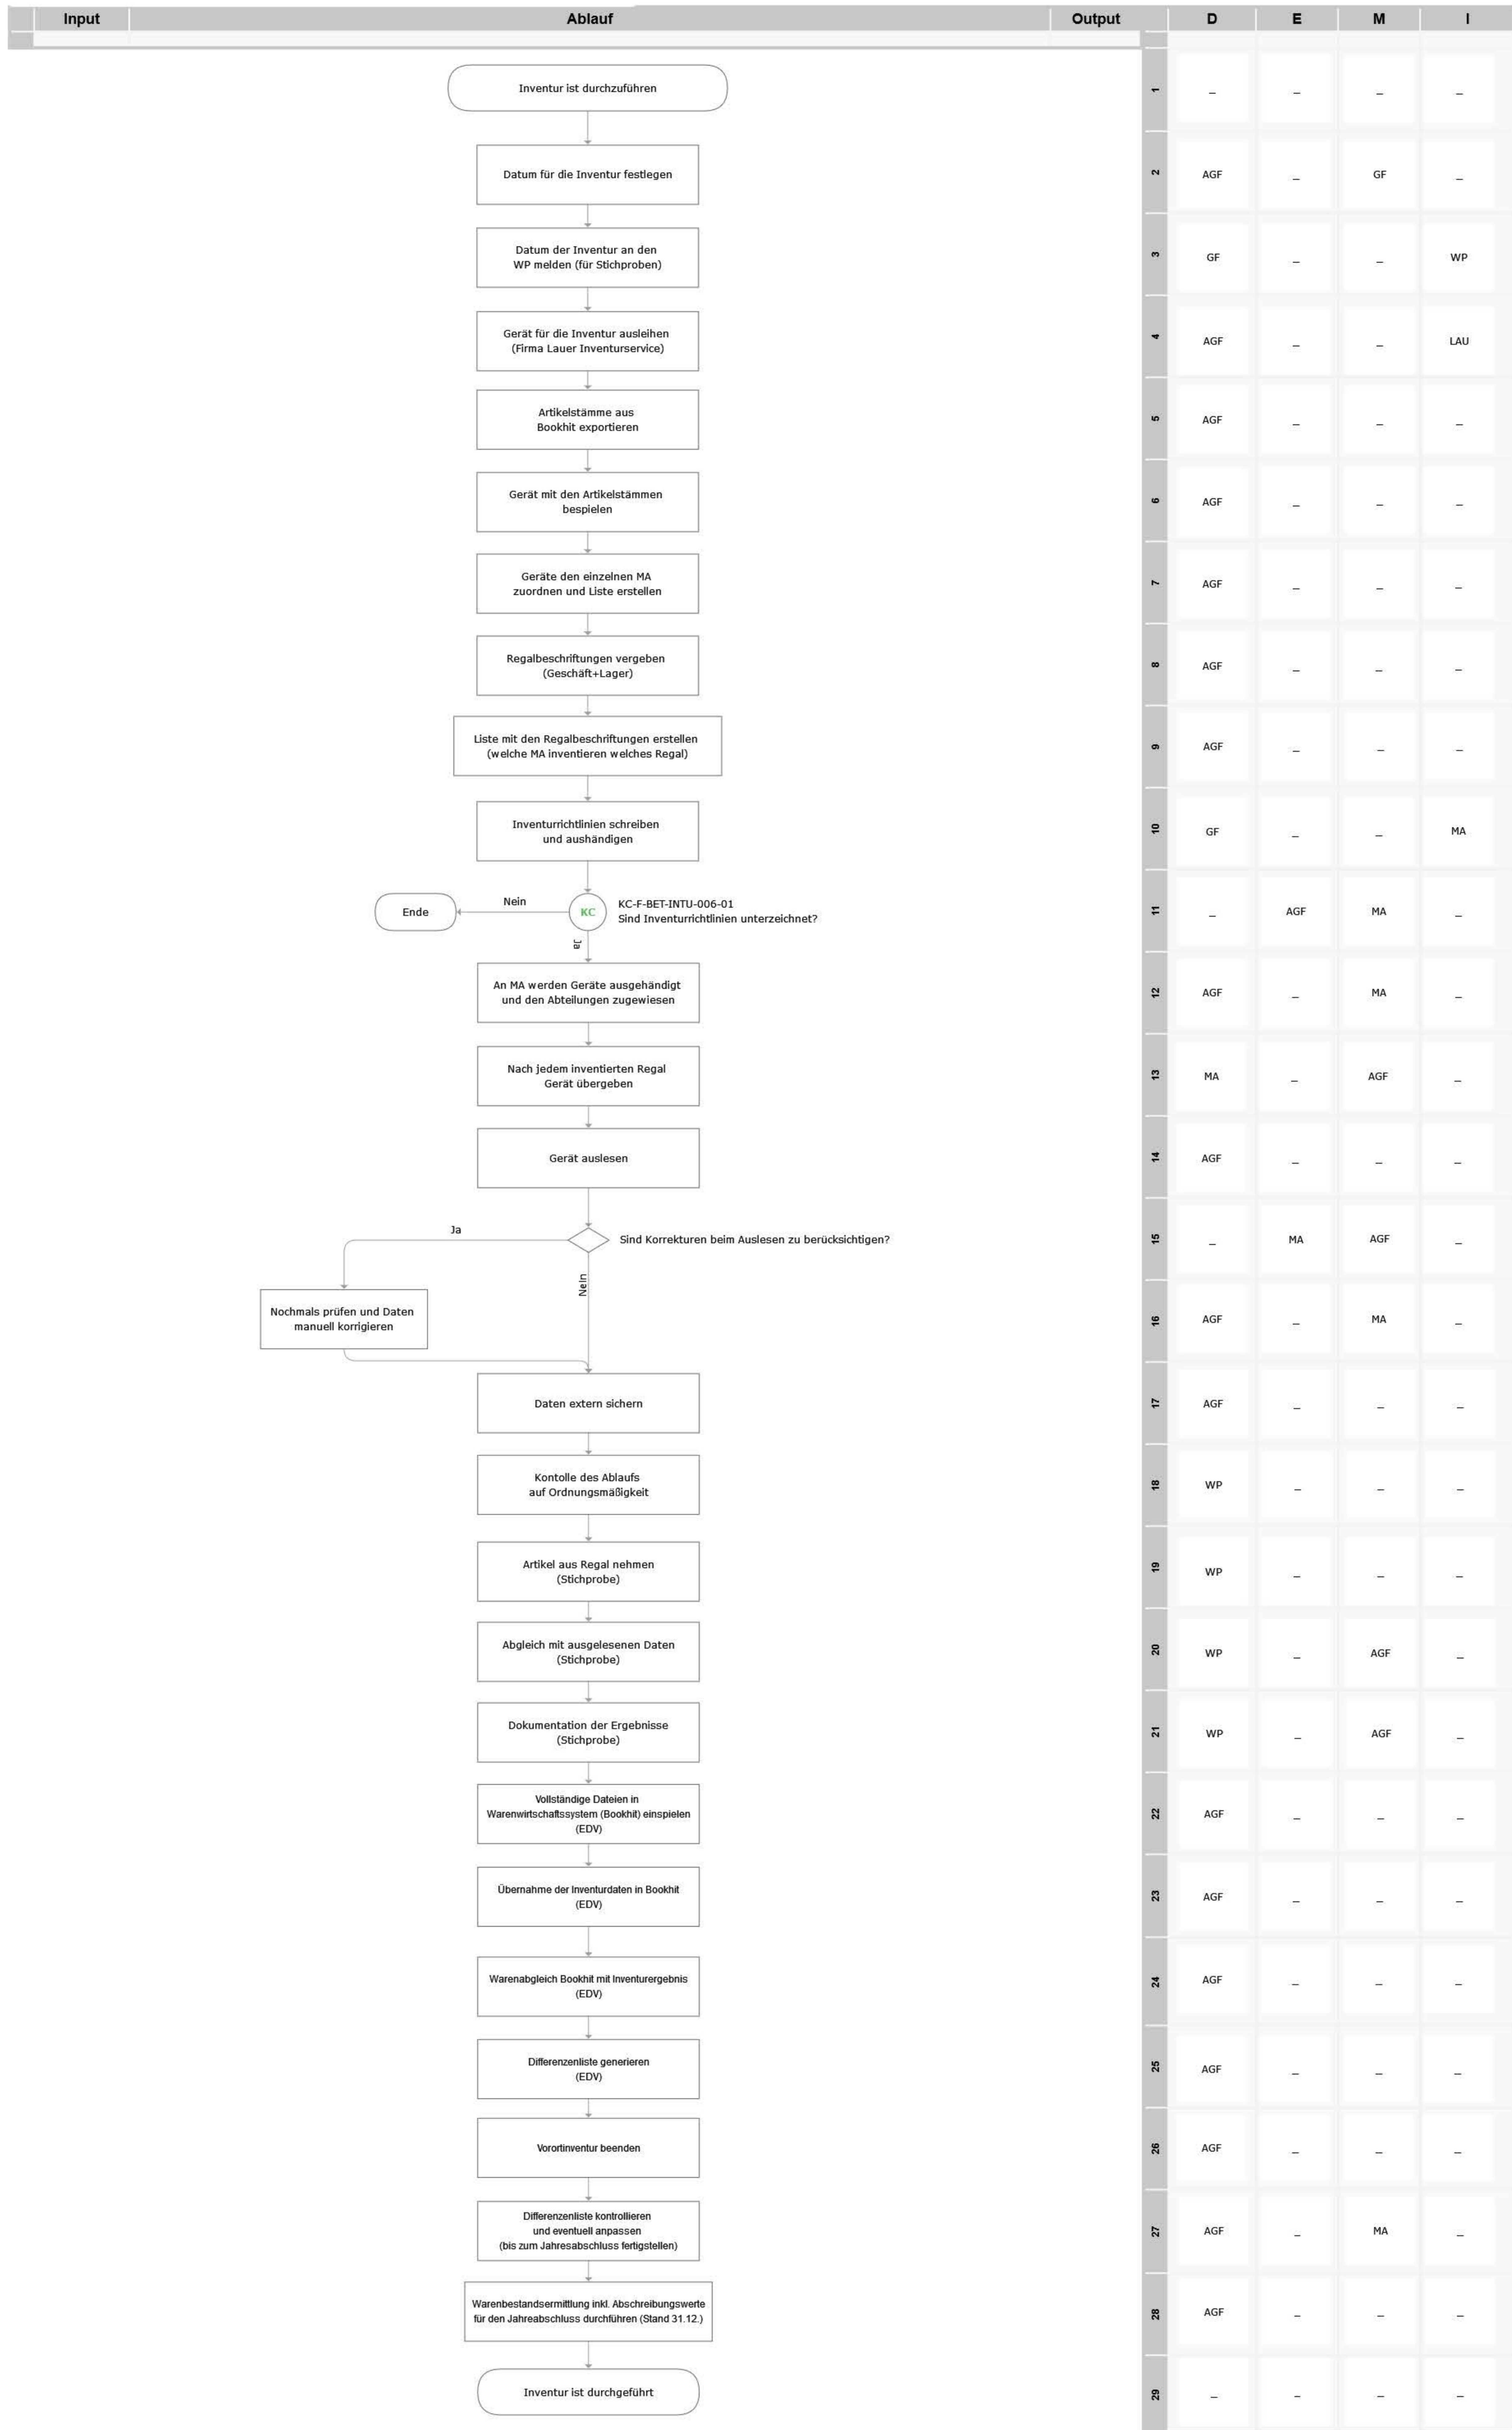 Input Ablauf Output D E M I
Inventur ist durchzuführen
1 _ _ _ _
Datum für die Inventur festlegen
2 AGF _ GF _
Datum der Inventur an den
WP melden (für Stichproben)
3 GF _ _ WP
Gerät für die Inventur ausleihen
(Firma Lauer Inventurservice)
4 AGF _ _ LAU
Artikelstämme aus
Bookhit exportieren
5 AGF _ _ _
Gerät mit den Artikelstämmen
bespielen
6 AGF _ _ _
Geräte den einzelnen MA
zuordnen und Liste erstellen
7 AGF _ _ _
Regalbeschriftungen vergeben
(Geschäft+Lager)
8 AGF _ _ _
Liste mit den Regalbeschriftungen erstellen
(welche MA inventieren welches Regal)
9 AGF _ _ _
Inventurrichtlinien schreiben
und aushändigen
10 GF _ _ MA
Ende
Nein
KC
KC-F-BET-INTU-006-01
Sind Inventurrichtlinien unterzeichnet?
Ja
11 _ AGF MA _
An MA werden Geräte ausgehändigt
und den Abteilungen zugewiesen
12 AGF _ MA _
Nach jedem inventierten Regal
Gerät übergeben
13 MA _ AGF _
Gerät auslesen
14 AGF _ _ _
Ja
Sind Korrekturen beim Auslesen zu berücksichtigen?
Nein
15 _ MA AGF _
Nochmals prüfen und Daten
manuell korrigieren
16 AGF _ MA _
Daten extern sichern
17 AGF _ _ _
Kontolle des Ablaufs
auf Ordnungsmäßigkeit
18 WP _ _ _
Artikel aus Regal nehmen
(Stichprobe)
19 WP _ _ _
Abgleich mit ausgelesenen Daten
(Stichprobe)
20 WP _ AGF _
Dokumentation der Ergebnisse
(Stichprobe)
21 WP _ AGF _
Vollständige Dateien in
Warenwirtschaftssystem (Bookhit) einspielen
(EDV)
22 AGF _ _ _
Übernahme der Inventurdaten in Bookhit
(EDV)
23 AGF _ _ _
Warenabgleich Bookhit mit Inventurergebnis
(EDV)
24 AGF _ _ _
Differenzenliste generieren
(EDV)
25 AGF _ _ _
Vorortinventur beenden
26 AGF _ _ _
Differenzenliste kontrollieren
und eventuell anpassen
(bis zum Jahresabschluss fertigstellen)
27 AGF _ MA _
Warenbestandsermittlung inkl. Abschreibungswerte
für den Jahreabschluss durchführen (Stand 31.12.)
28 AGF _ _ _
Inventur ist durchgeführt
29 _ _ _ _